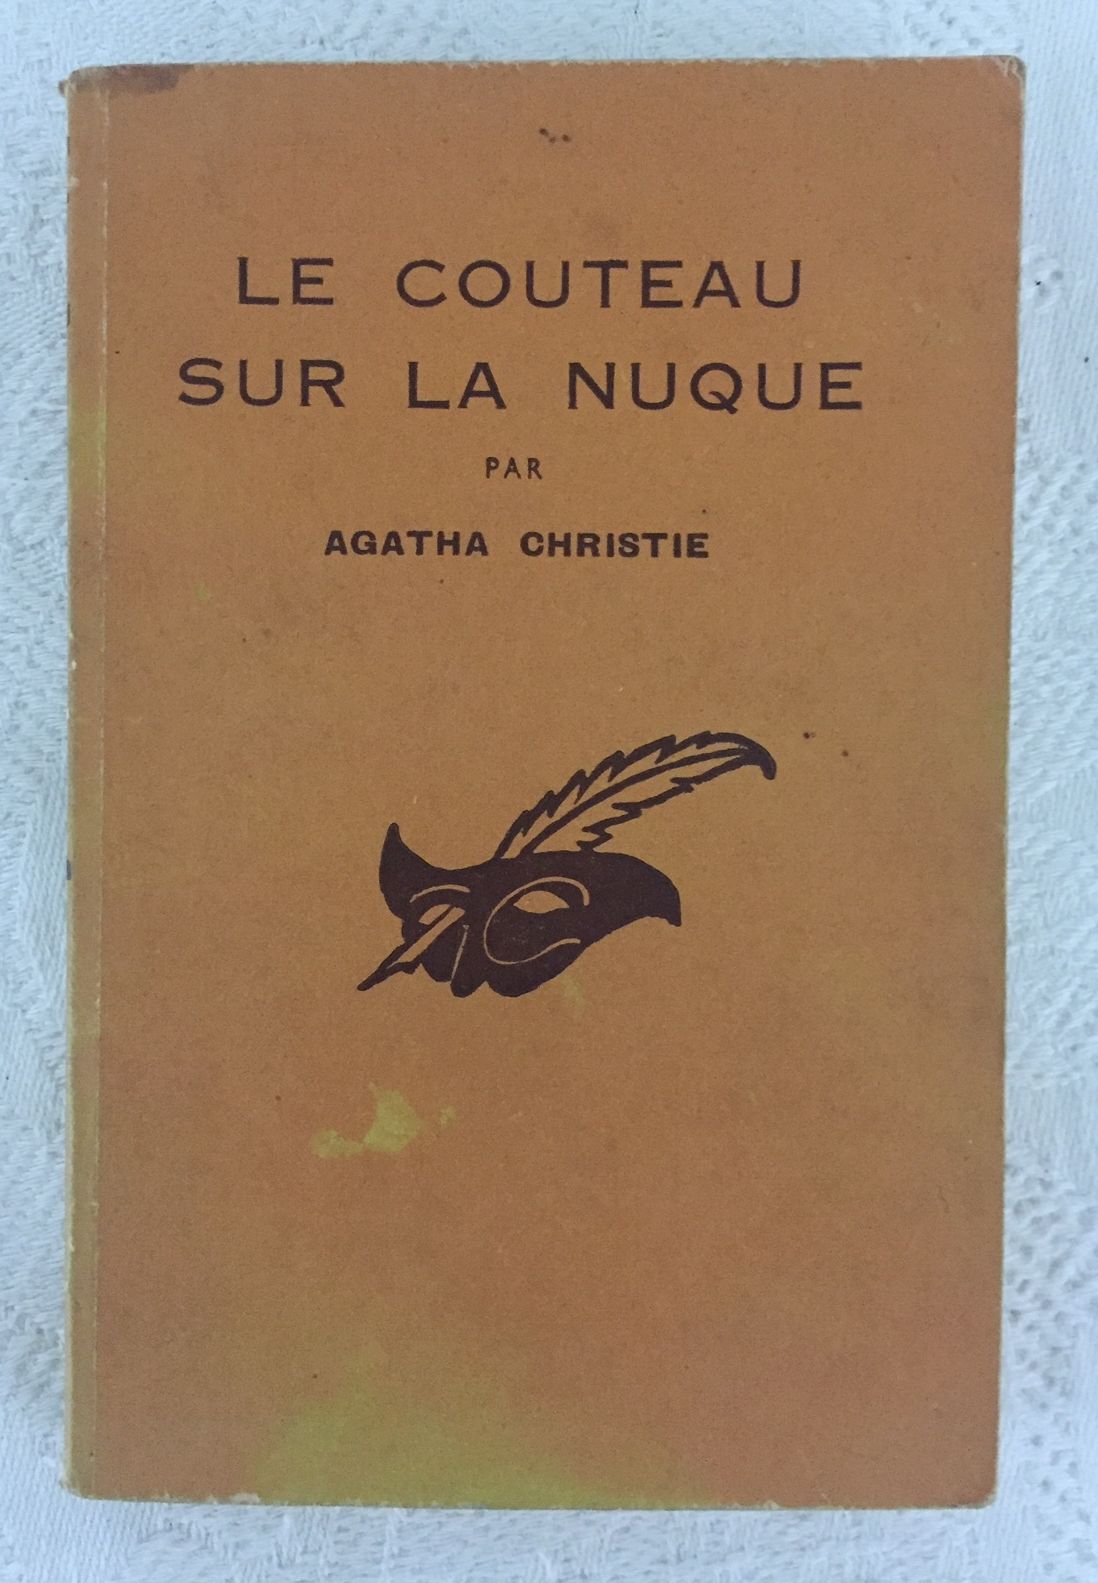 LE COUTEAU
SUR LA NUQUE
PAR
AGATHA CHRISTIE